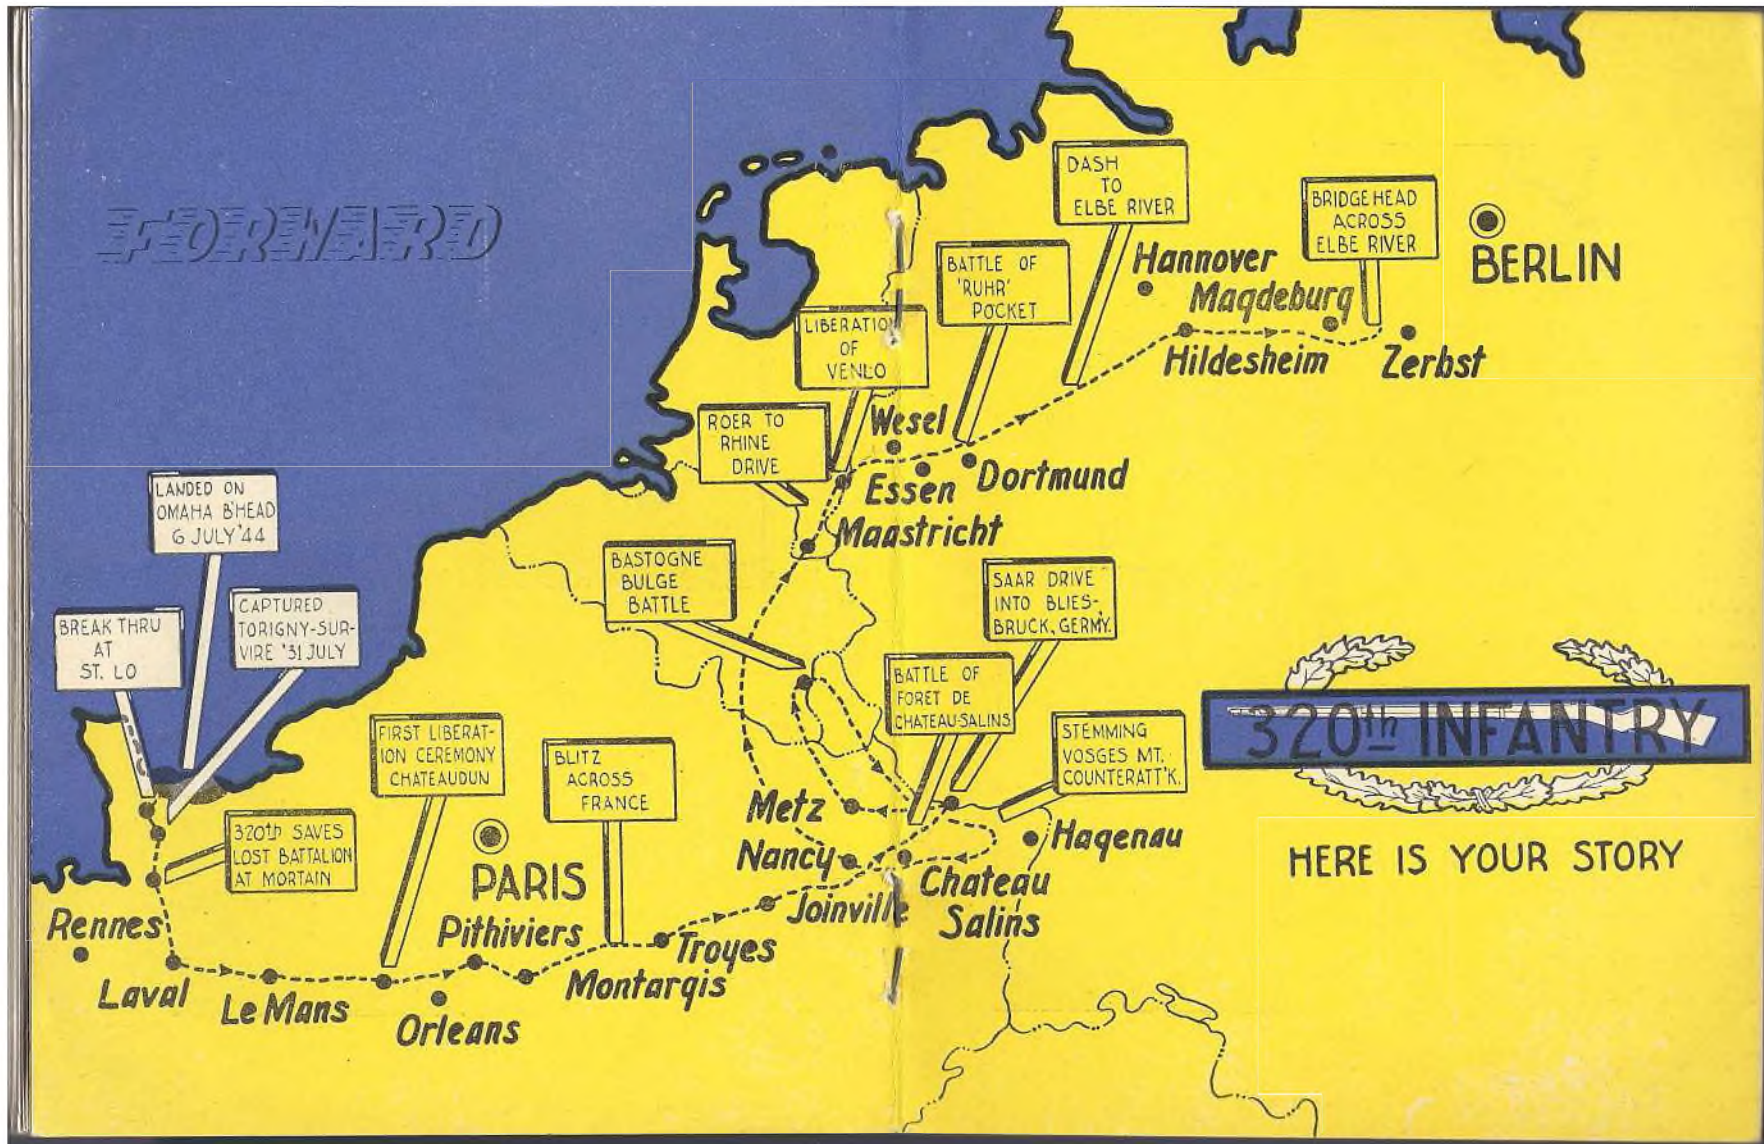 FORWARD
DASH
TO
ELBE RIVER
BRIDGEHEAD
ACROSS
ELBE RIVER
BERLIN
BATTLE OF
'RUHR'
POCKET
Hannover
Magdeburg
Hildesheim
Zerbst
LIBERATION
OF
VENLO
ROER TO
RHINE
DRIVE
Wesel
Essen
Dortmund
Maastricht
LANDED ON
OMAHA B'HEAD
6 JULY '44
BREAK THRU
AT
ST. LO
CAPTURED
TORIGNY-SUR-
VIRE '31 JULY
BASTOGNE
BULGE
BATTLE
SAAR DRIVE
INTO BLIES-
BRUCK, GERM'Y.
BATTLE OF
FORET DE
CHATEAU-SALINS
STEMMING
VOSGES MT.
COUNTERATT'K.
320th INFANTRY
HERE IS YOUR STORY
FIRST LIBERAT-
ION CEREMONY
CHATEAUDUN
BLITZ
ACROSS
FRANCE
320th SAVES
LOST BATTALION
AT MORTAIN
PARIS
Metz
Nancy
Hagenau
Chateau
Salins
Joinville
Rennes
Laval
Le Mans
Orleans
Pithiviers
Montargis
Troyes